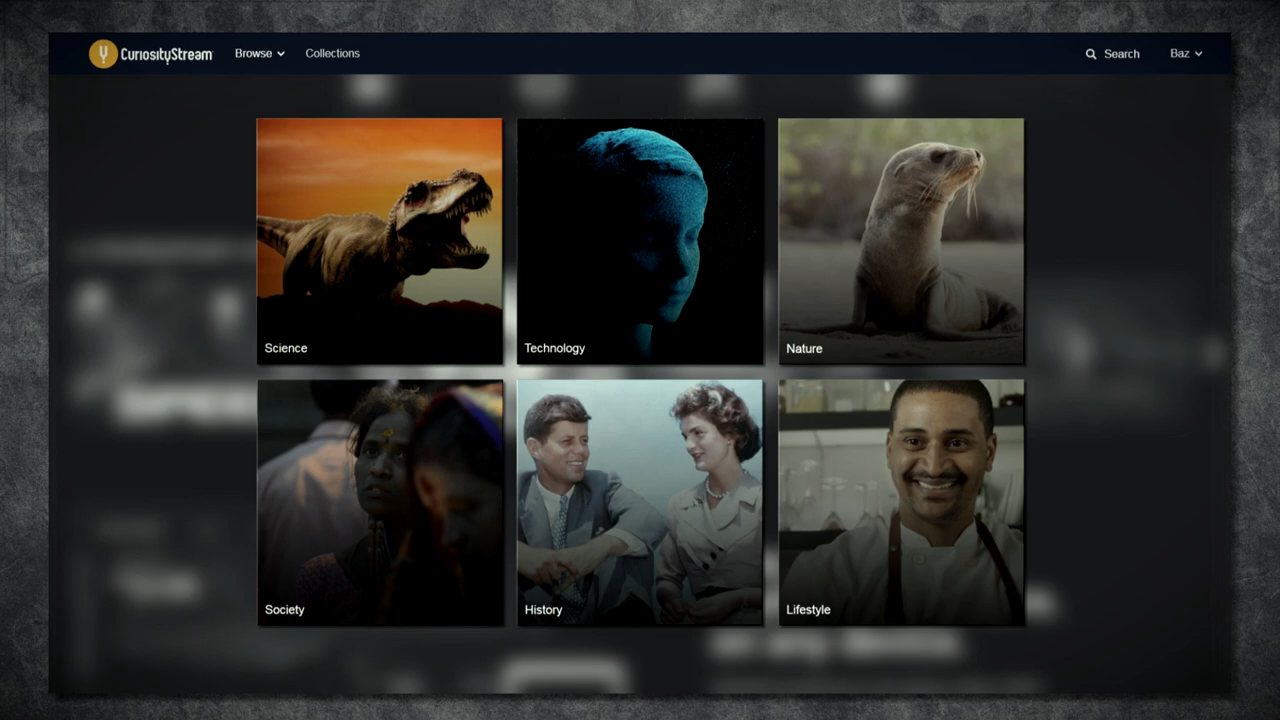 CuriosityStream
Browse
Collections
Search
Baz
Science
Technology
Nature
Society
History
Lifestyle